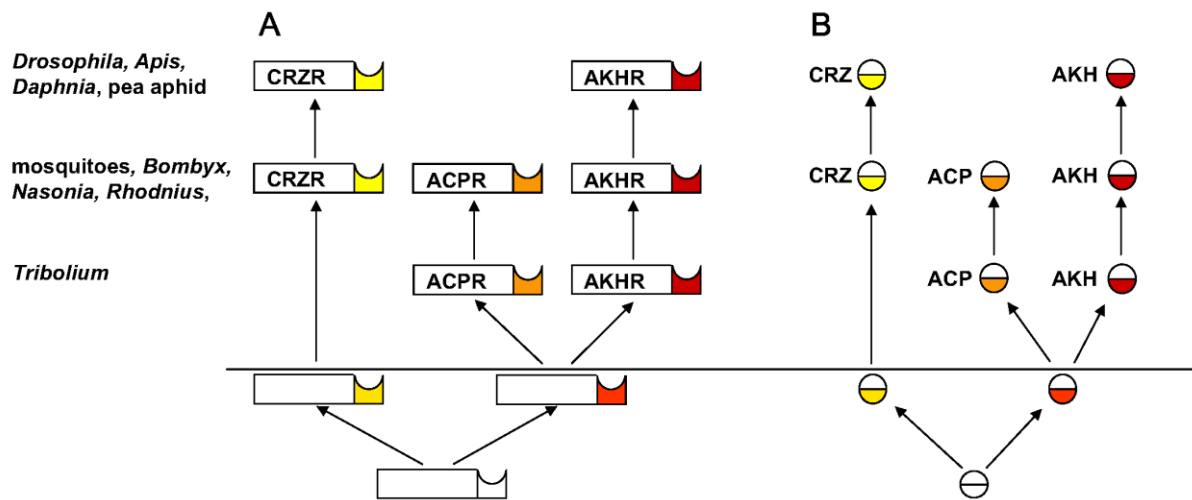 A
B
Drosophila, Apis,
Daphnia, pea aphid
CRZR
AKHR
CRZ
AKH
mosquitoes, Bombyx,
Nasonia, Rhodnius,
CRZR
ACPR
AKHR
CRZ
ACP
AKH
Tribolium
ACPR
AKHR
ACP
AKH